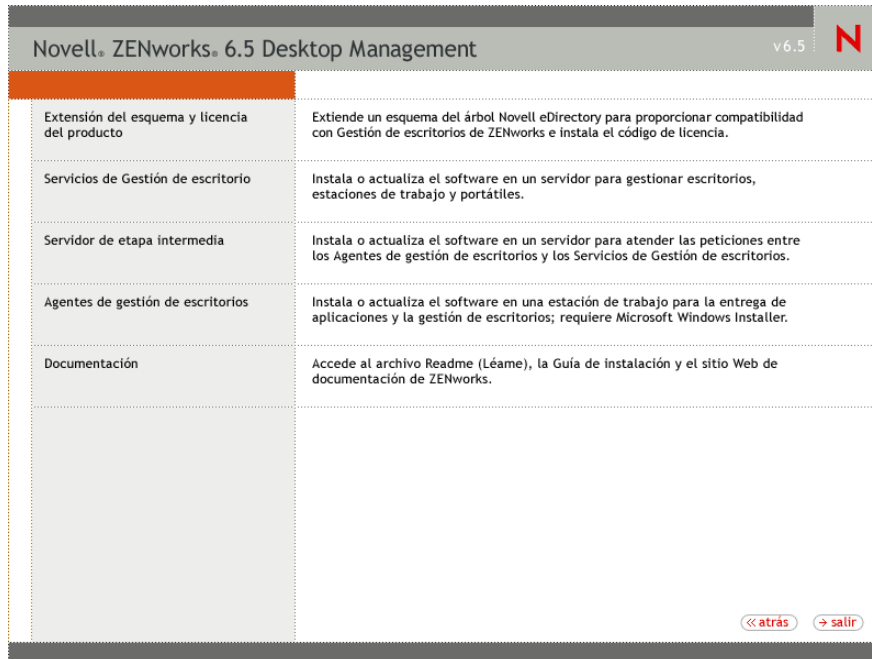 Novell® ZENworks® 6.5 Desktop Management
v6.5
N
Extensión del esquema y licencia
del producto
Extiende un esquema del árbol Novell eDirectory para proporcionar compatibilidad
con Gestión de escritorios de ZENworks e instala el código de licencia.
Servicios de Gestión de escritorio
Instala o actualiza el software en un servidor para gestionar escritorios,
estaciones de trabajo y portátiles.
Servidor de etapa intermedia
Instala o actualiza el software en un servidor para atender las peticiones entre
los Agentes de gestión de escritorios y los Servicios de Gestión de escritorios.
Agentes de gestión de escritorios
Instala o actualiza el software en una estación de trabajo para la entrega de
aplicaciones y la gestión de escritorios; requiere Microsoft Windows Installer.
Documentación
Accede al archivo Readme (Léame), la Guía de instalación y el sitio Web de
documentación de ZENworks.
atrás
salir